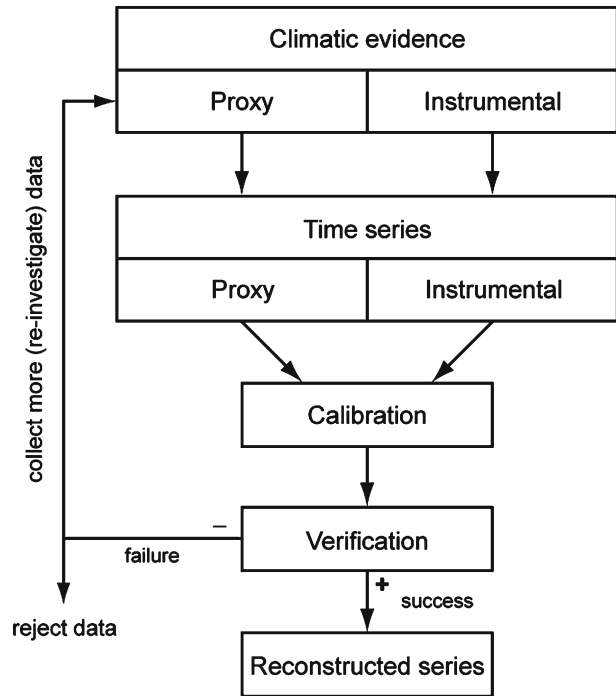 Climatic evidence
Proxy
Instrumental
collect more (re-investigate) data
Time series
Proxy
Instrumental
Calibration
–
Verification
failure
+
success
reject data
Reconstructed series